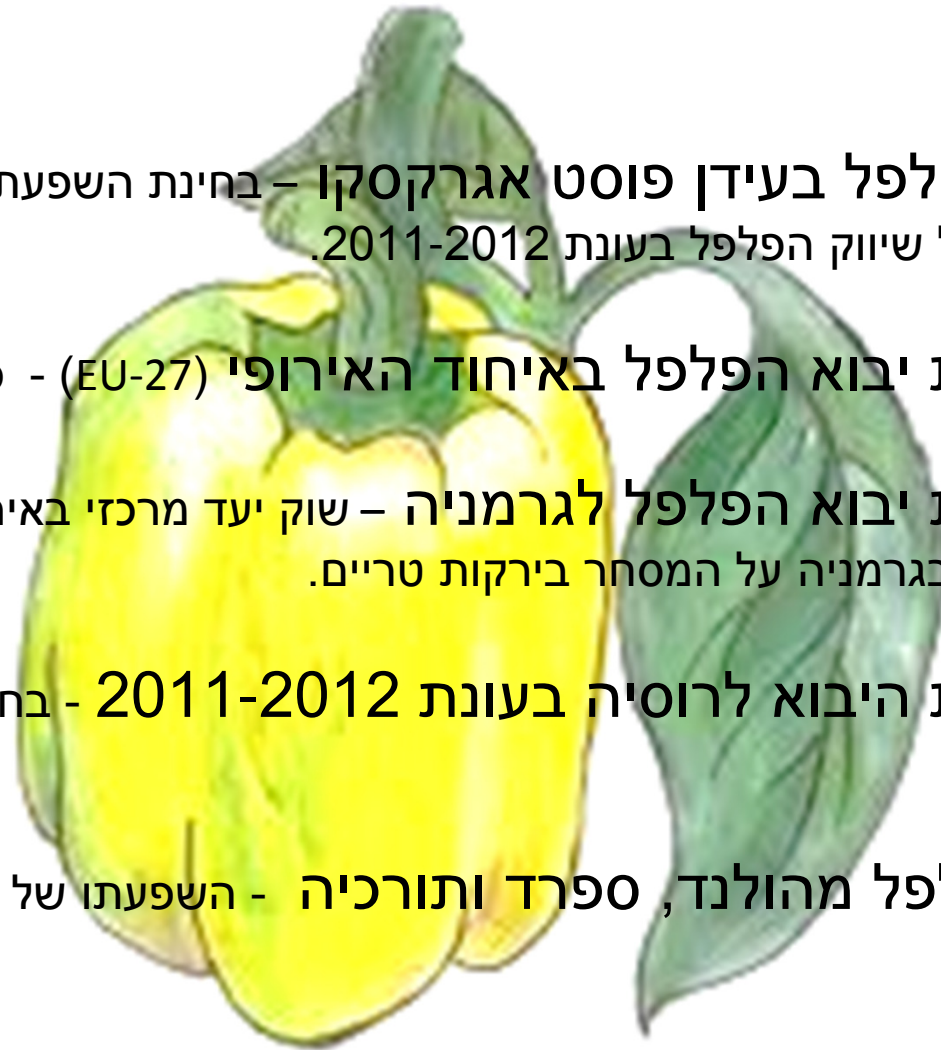 לפל בעידן פוסט אגרקסקו – בחינת השפעת
שיווק הפלפל בעונת 2011-2012.
יבוא הפלפל באיחוד האירופי (EU-27) -
יבוא הפלפל לגרמניה – שוק יעד מרכזי באי
בגרמניה על המסחר בירקות טריים.
ת היבוא לרוסיה בעונת 2011-2012 - בח
פל מהולנד, ספרד ותורכיה - השפעתו של